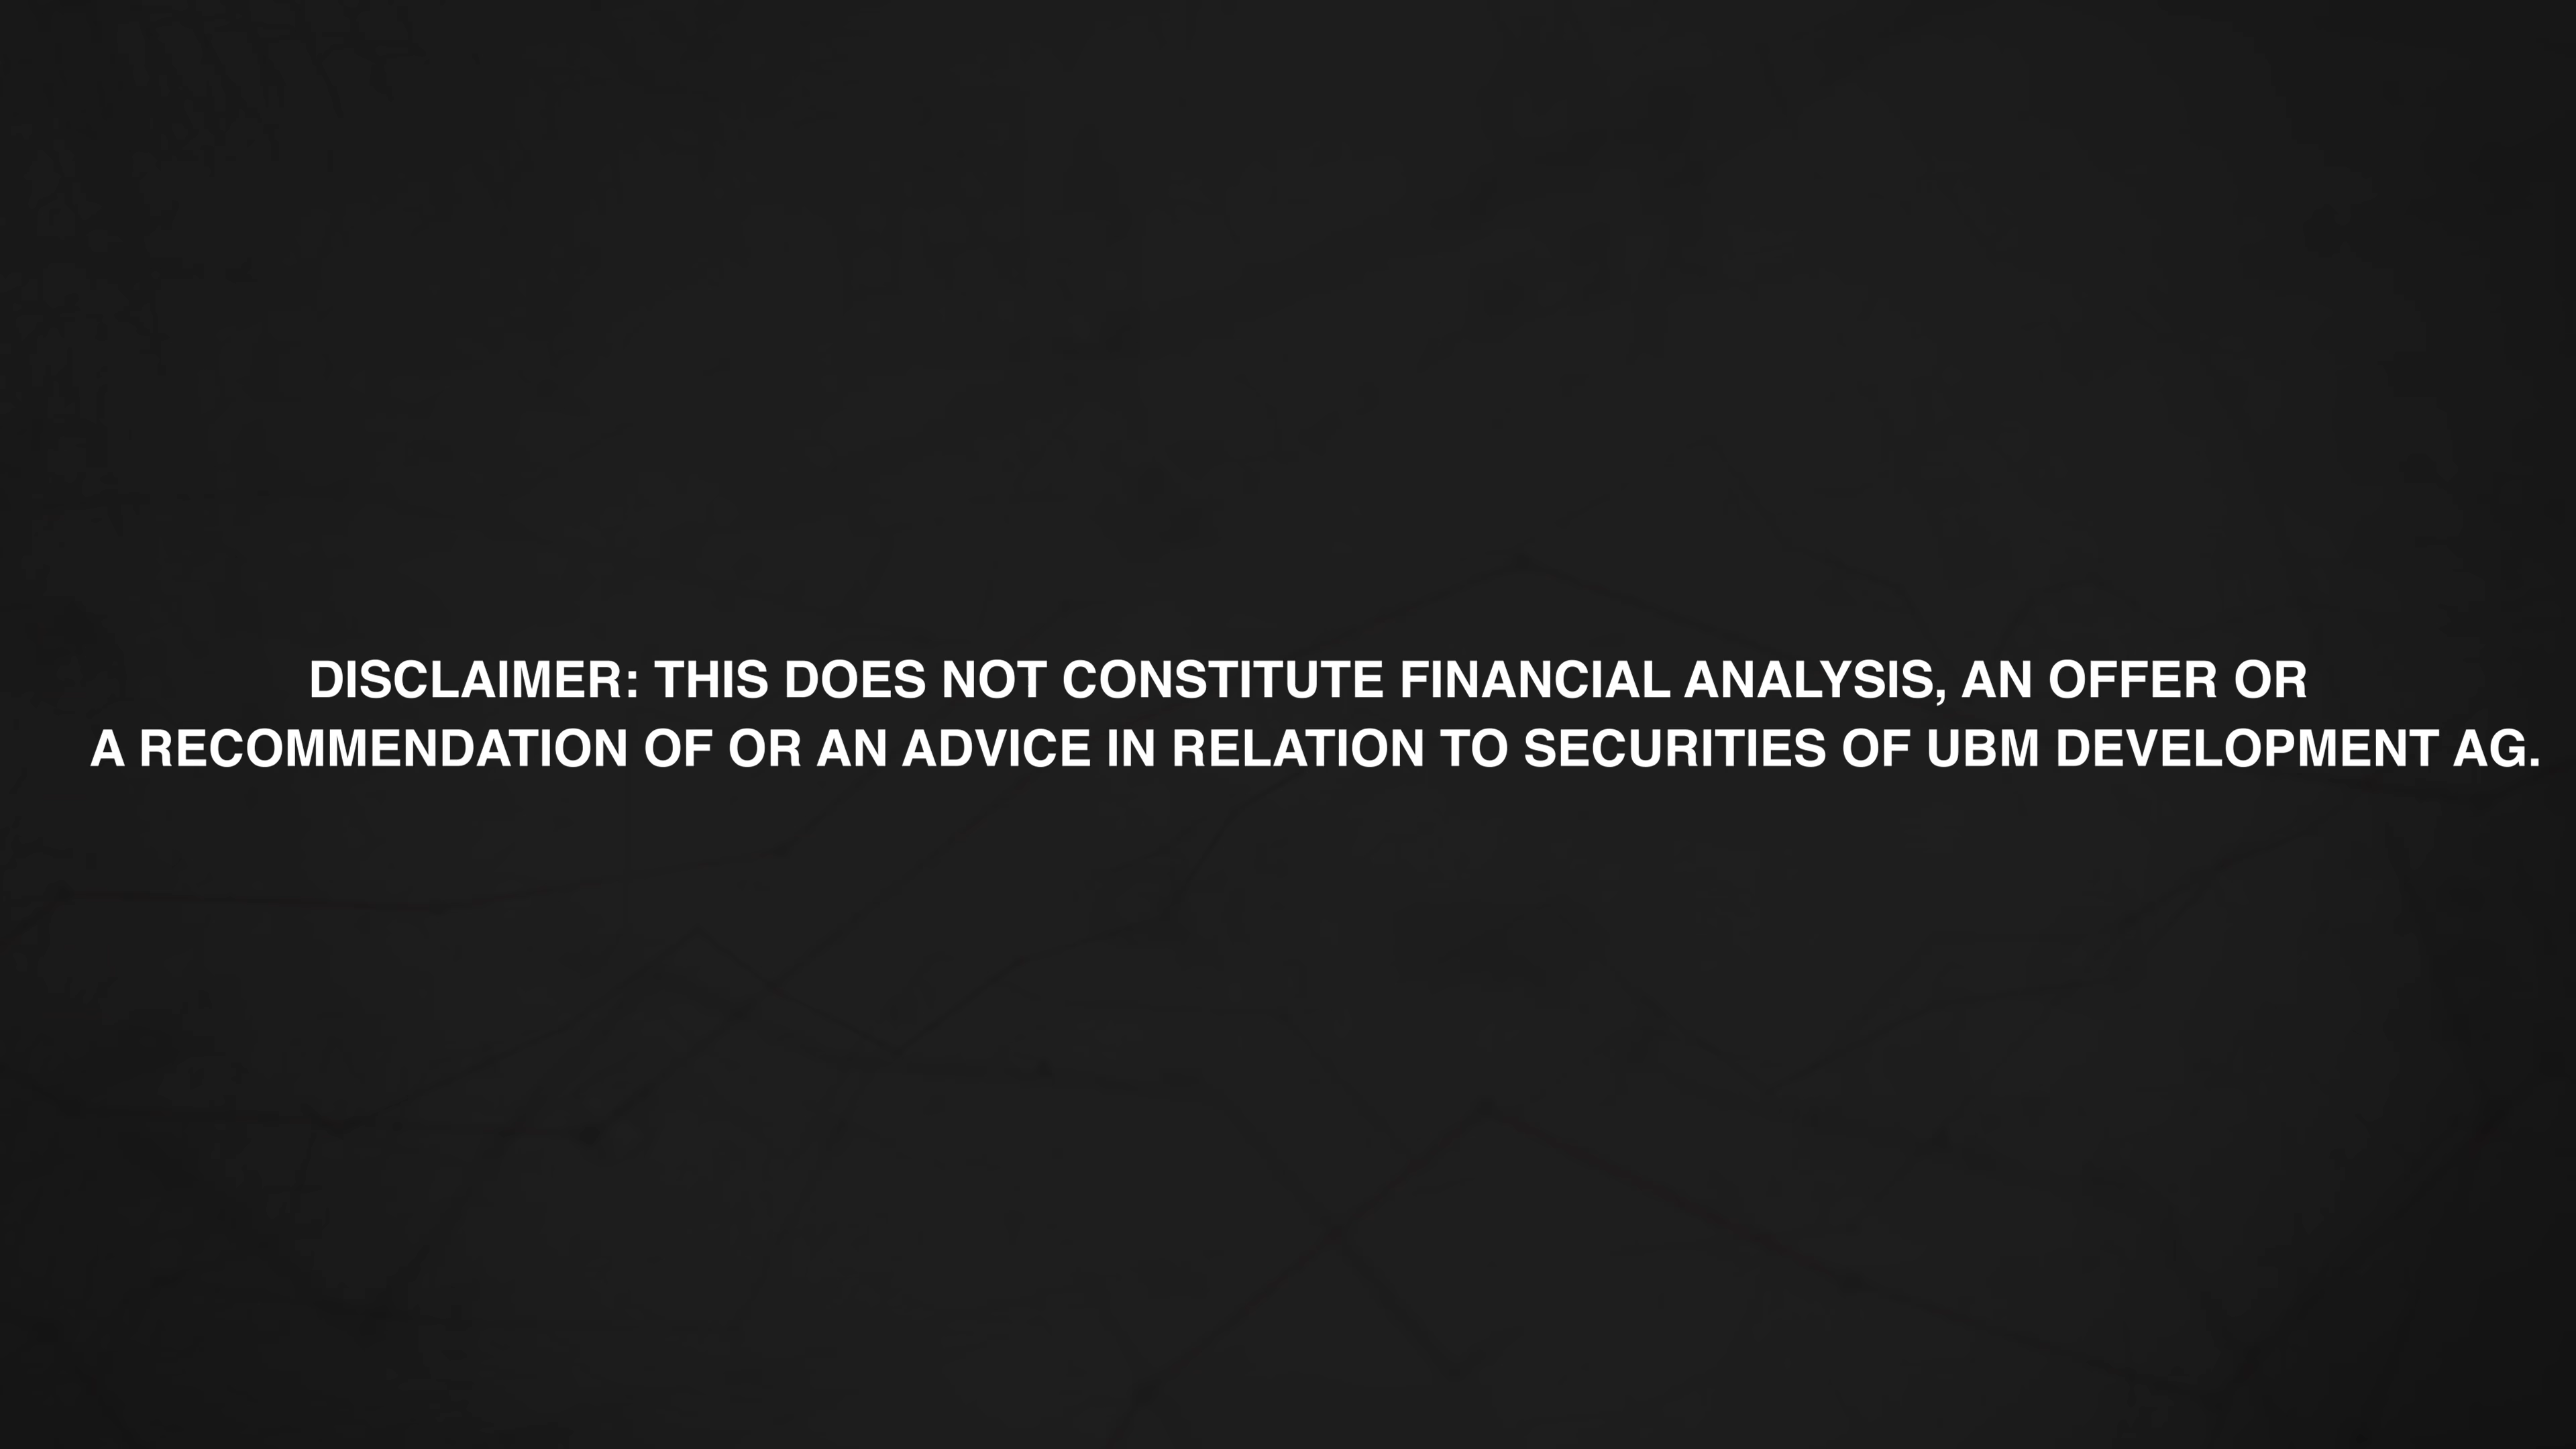 DISCLAIMER: THIS DOES NOT CONSTITUTE FINANCIAL ANALYSIS, AN OFFER OR
A RECOMMENDATION OF OR AN ADVICE IN RELATION TO SECURITIES OF UBM DEVELOPMENT AG.